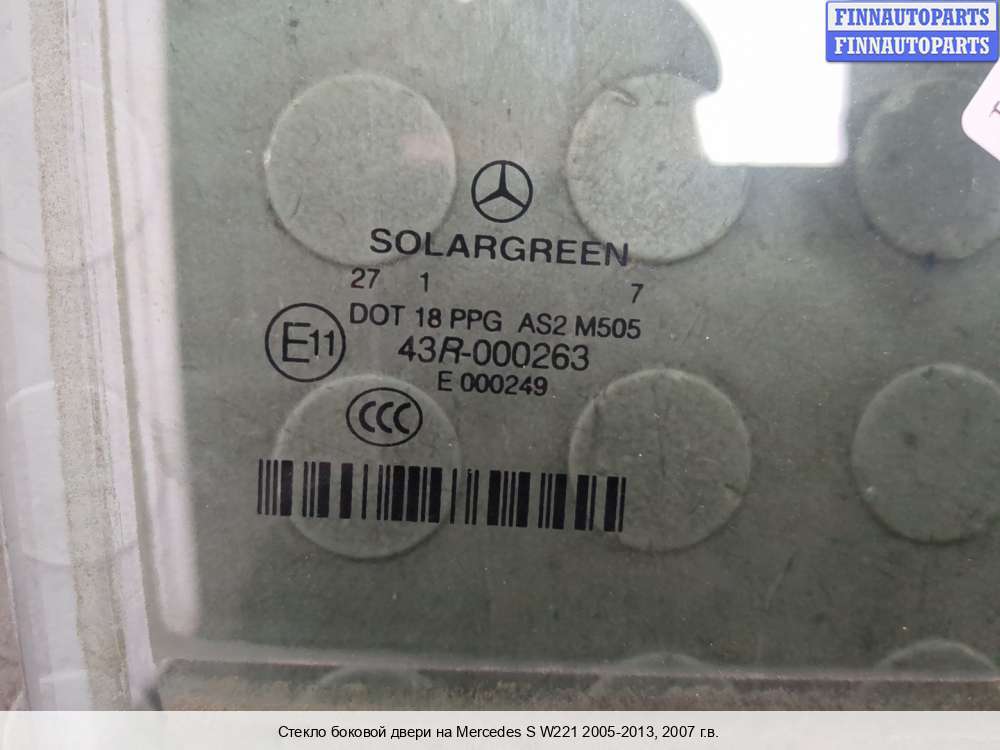 FINNAUTOPARTS
FINNAUTOPARTS
SOLARGREEN
27 1 7
DOT 18 PPG AS2 M505
E11
43R-000263
E 000249
CCC
Стекло боковой двери на Mercedes S W221 2005-2013, 2007 г.в.